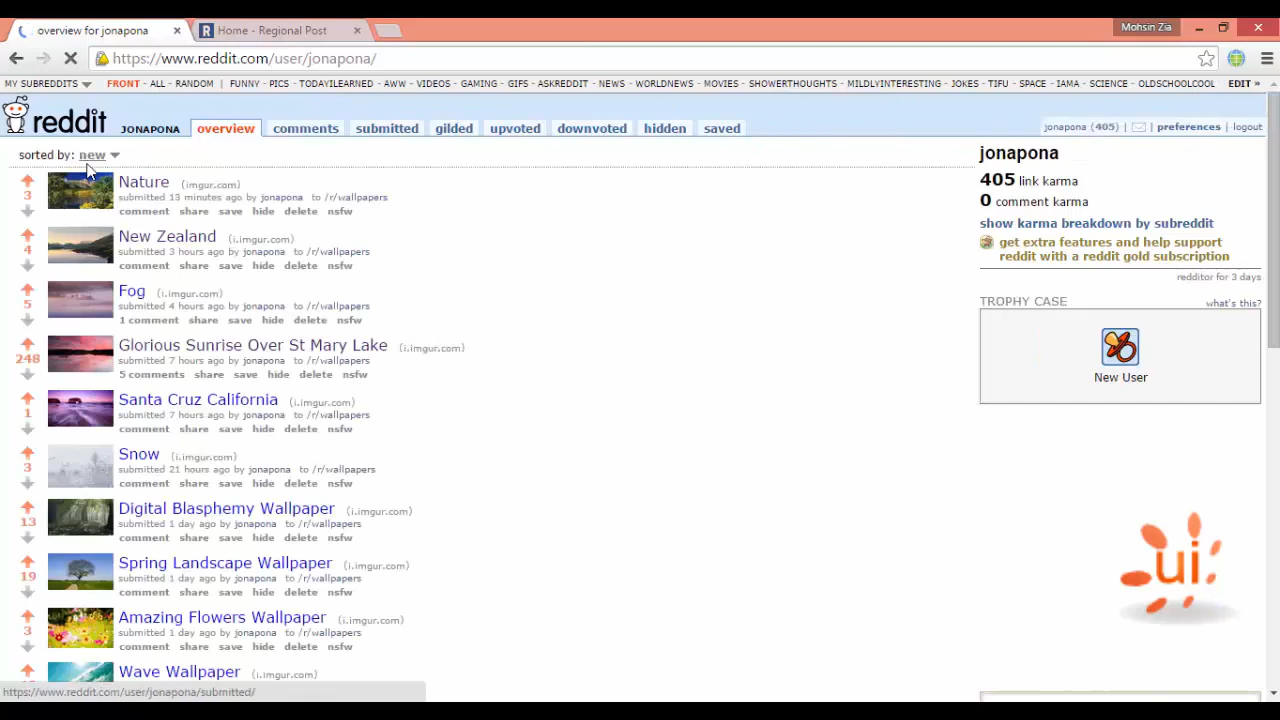 overview for jonapona
Home - Regional Post
Mohsin Zia
https://www.reddit.com/user/jonapona/
MY SUBREDDITS
FRONT - ALL - RANDOM | FUNNY - PICS - TODAYILEARNED - AWW - VIDEOS - GAMING - GIFS - ASKREDDIT - NEWS - WORLDNEWS - MOVIES - SHOWERTHOUGHTS - MILDLYINTERESTING - JOKES - TIFU - SPACE - IAMA - SCIENCE - OLDSCHOOLCOOL EDIT »
reddit JONAPONA overview comments submitted gilded upvoted downvoted hidden saved
jonapona (405) | | preferences | logout
sorted by: new
3
Nature (imgur.com)
submitted 13 minutes ago by jonapona to /r/wallpapers
comment share save hide delete nsfw
4
New Zealand (i.imgur.com)
submitted 3 hours ago by jonapona to /r/wallpapers
comment share save hide delete nsfw
5
Fog (i.imgur.com)
submitted 4 hours ago by jonapona to /r/wallpapers
1 comment share save hide delete nsfw
248
Glorious Sunrise Over St Mary Lake (i.imgur.com)
submitted 7 hours ago by jonapona to /r/wallpapers
5 comments share save hide delete nsfw
1
Santa Cruz California (i.imgur.com)
submitted 7 hours ago by jonapona to /r/wallpapers
comment share save hide delete nsfw
3
Snow (i.imgur.com)
submitted 21 hours ago by jonapona to /r/wallpapers
comment share save hide delete nsfw
13
Digital Blasphemy Wallpaper (i.imgur.com)
submitted 1 day ago by jonapona to /r/wallpapers
comment share save hide delete nsfw
19
Spring Landscape Wallpaper (i.imgur.com)
submitted 1 day ago by jonapona to /r/wallpapers
comment share save hide delete nsfw
3
Amazing Flowers Wallpaper (i.imgur.com)
submitted 1 day ago by jonapona to /r/wallpapers
comment share save hide delete nsfw
Wave Wallpaper (i.imgur.com)
https://www.reddit.com/user/jonapona/submitted/
jonapona
405 link karma
0 comment karma
show karma breakdown by subreddit
get extra features and help support
reddit with a reddit gold subscription
redditor for 3 days
TROPHY CASE what's this?
New User
ui